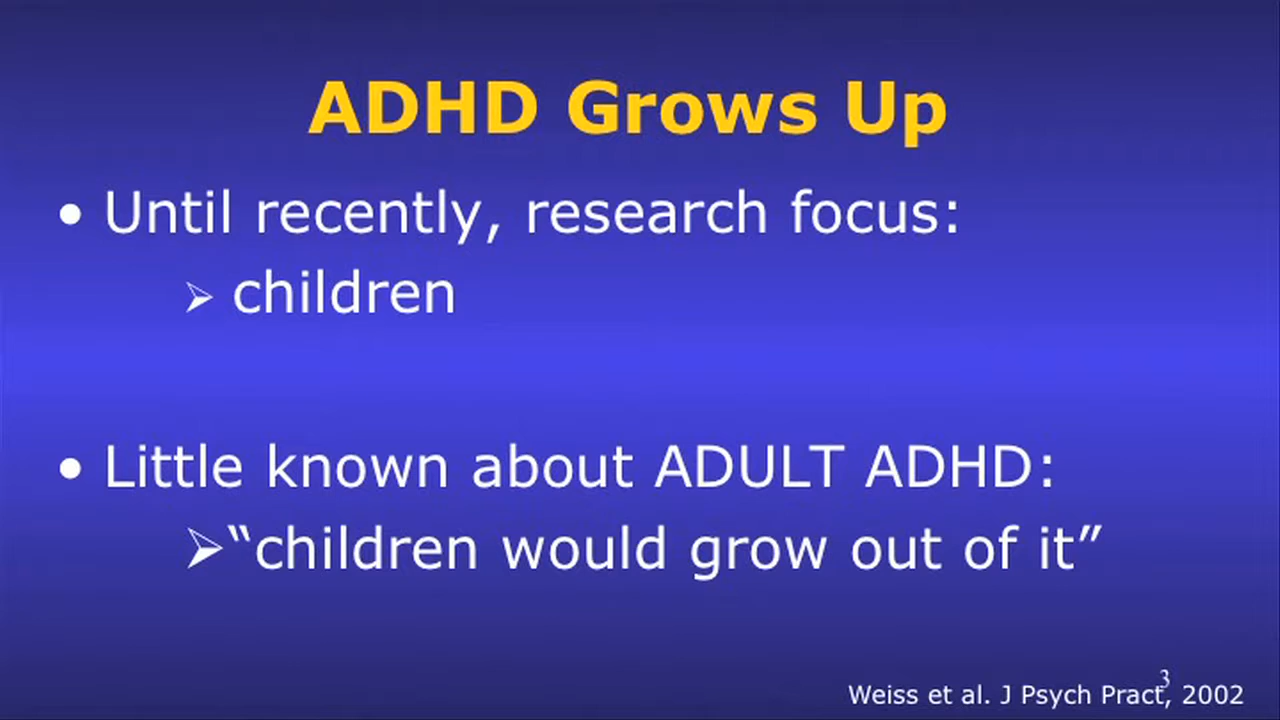 ADHD Grows Up
• Until recently, research focus:
➢ children
• Little known about ADULT ADHD:
➢“children would grow out of it”
3
Weiss et al. J Psych Pract, 2002